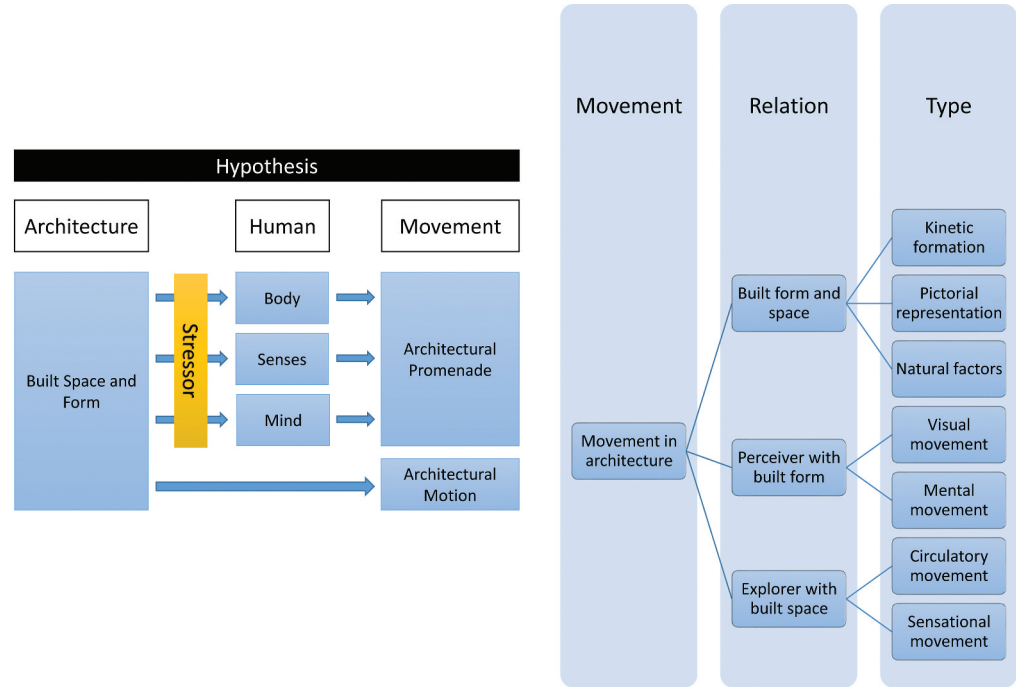 Hypothesis
Architecture
Human
Movement
Built Space and
Form
Stressor
Body
Senses
Mind
Architectural
Promenade
Architectural
Motion
Movement
Relation
Type
Movement in
architecture
Built form and
space
Perceiver with
built form
Explorer with
built space
Kinetic
formation
Pictorial
representation
Natural factors
Visual
movement
Mental
movement
Circulatory
movement
Sensational
movement